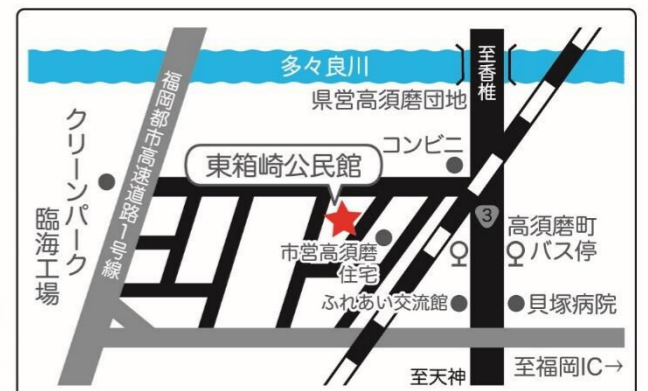 多々良川
至香椎
県営高須磨団地
福岡都市高速道路1号線
クリーンパーク
臨海工場
コンビニ
東箱崎公民館
3
高須磨町
バス停
市営高須磨
住宅
ふれあい交流館
貝塚病院
至天神
至福岡IC→